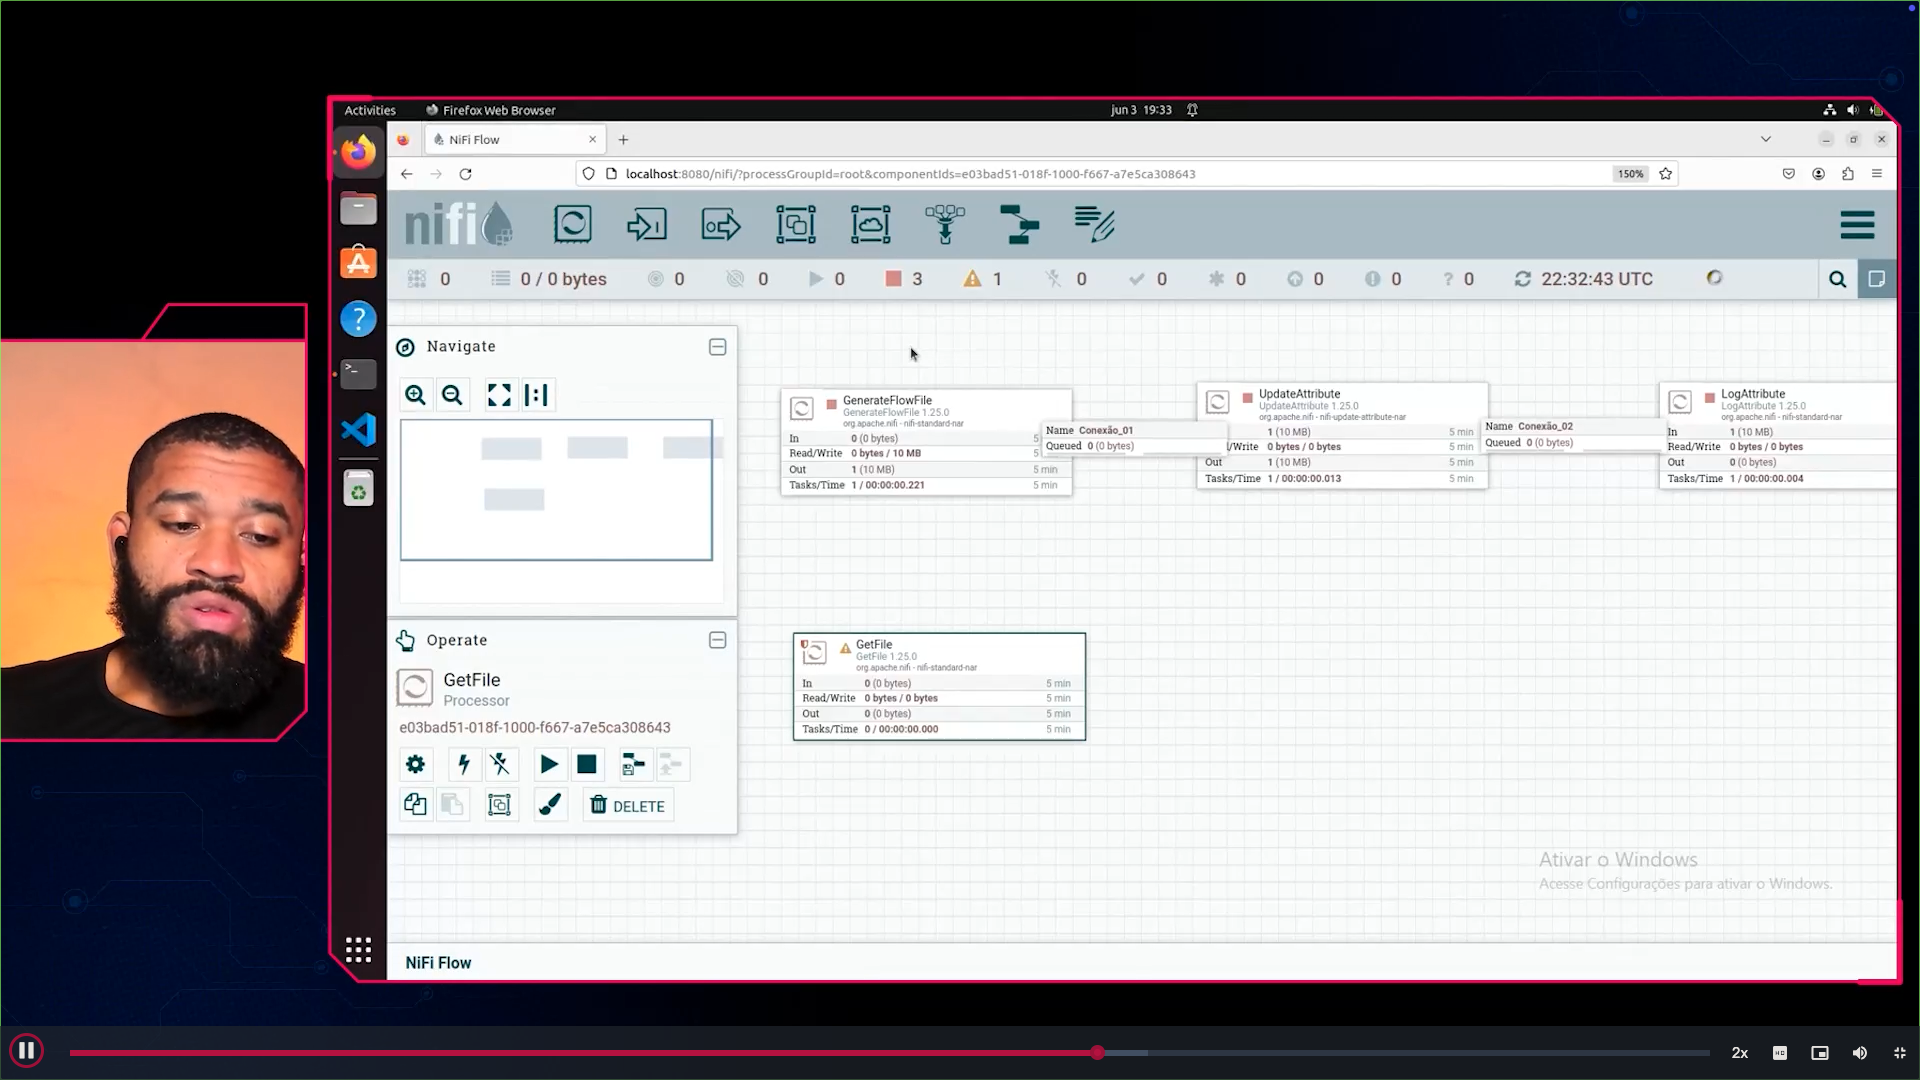 Activities
Firefox Web Browser
jun 3 19:33
NiFi Flow
localhost:8080/nifi/?processGroupId=root&componentIds=e03bad51-018f-1000-f667-a7e5ca308643
150%
nifi
0
0 / 0 bytes
0
0
0
3
1
0
0
0
0
0
? 0
22:32:43 UTC
Navigate
GenerateFlowFile
GenerateFlowFile 1.25.0
org.apache.nifi - nifi-standard-nar
In 0 (0 bytes) 5
Read/Write 0 bytes / 10 MB 5
Out 1 (10 MB) 5 min
Tasks/Time 1 / 00:00:00.221 5 min
Name Conexão_01
Queued 0 (0 bytes)
UpdateAttribute
UpdateAttribute 1.25.0
org.apache.nifi - nifi-update-attribute-nar
1 (10 MB) 5 min
/Write 0 bytes / 0 bytes 5 min
Out 1 (10 MB) 5 min
Tasks/Time 1 / 00:00:00.013 5 min
Name Conexão_02
Queued 0 (0 bytes)
LogAttribute
LogAttribute 1.25.0
org.apache.nifi - nifi-standard-nar
In 1 (10 MB)
Read/Write 0 bytes / 0 bytes
Out 0 (0 bytes)
Tasks/Time 1 / 00:00:00.004
Operate
GetFile
Processor
e03bad51-018f-1000-f667-a7e5ca308643
DELETE
GetFile
GetFile 1.25.0
org.apache.nifi - nifi-standard-nar
In 0 (0 bytes) 5 min
Read/Write 0 bytes / 0 bytes 5 min
Out 0 (0 bytes) 5 min
Tasks/Time 0 / 00:00:00.000 5 min
Ativar o Windows
Acesse Configurações para ativar o Windows.
NiFi Flow
2x